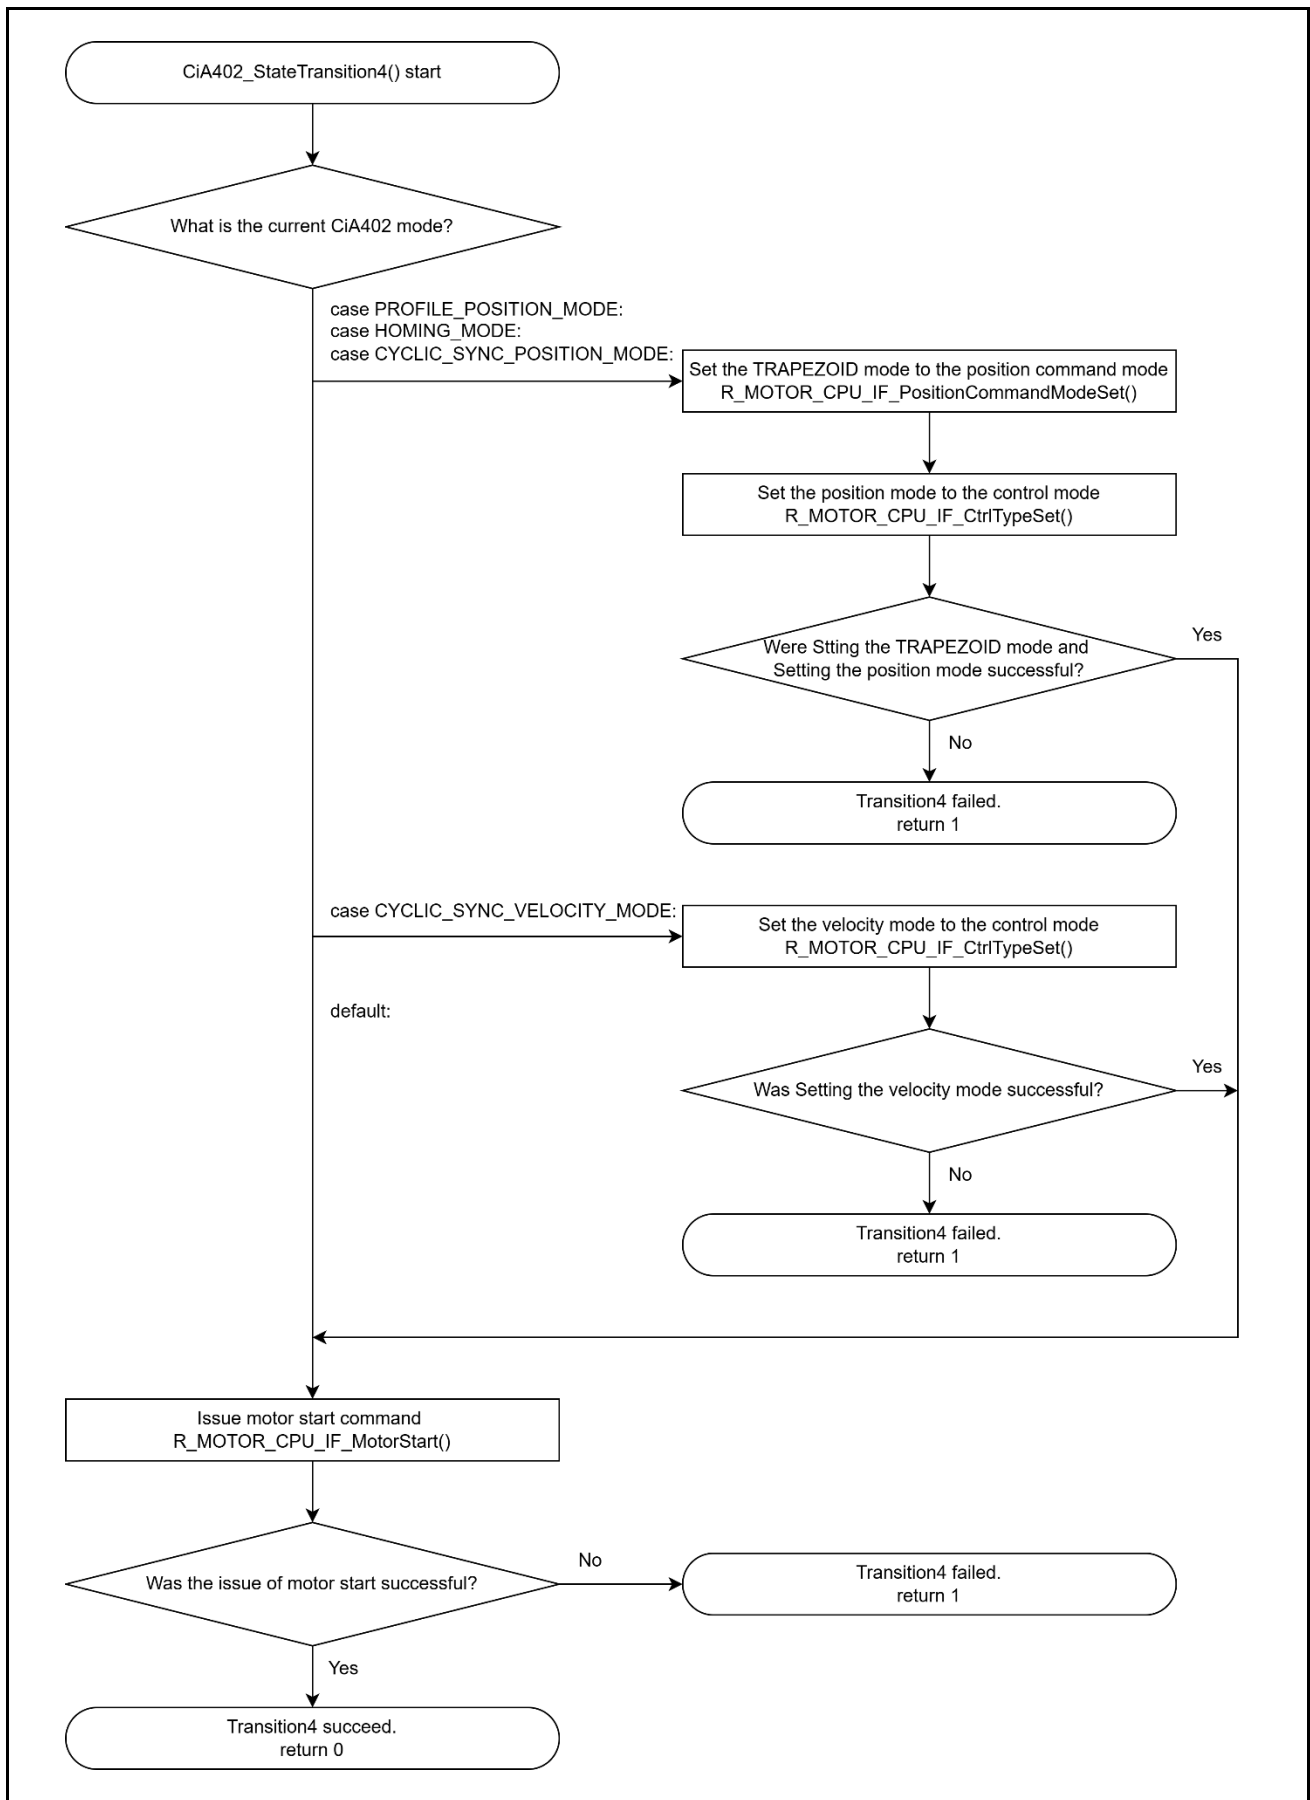 CiA402_StateTransition4() start
What is the current CiA402 mode?
case PROFILE_POSITION_MODE:
case HOMING_MODE:
case CYCLIC_SYNC_POSITION_MODE:
Set the TRAPEZOID mode to the position command mode
R_MOTOR_CPU_IF_PositionCommandModeSet()
Set the position mode to the control mode
R_MOTOR_CPU_IF_CtrlTypeSet()
Were Stting the TRAPEZOID mode and
Setting the position mode successful?
Yes
No
Transition4 failed.
return 1
case CYCLIC_SYNC_VELOCITY_MODE:
Set the velocity mode to the control mode
R_MOTOR_CPU_IF_CtrlTypeSet()
default:
Was Setting the velocity mode successful?
Yes
No
Transition4 failed.
return 1
Issue motor start command
R_MOTOR_CPU_IF_MotorStart()
Was the issue of motor start successful?
No
Transition4 failed.
return 1
Yes
Transition4 succeed.
return 0